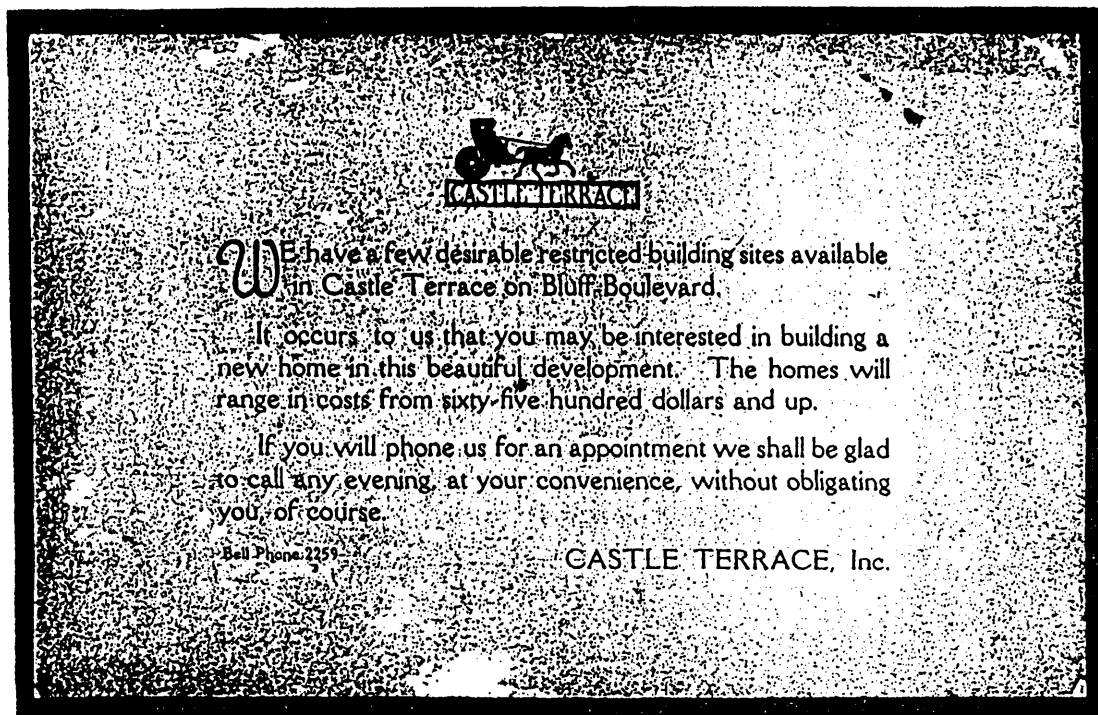 CASTLE TERRACE
WE have a few desirable restricted building sites available
in Castle Terrace on Bluff Boulevard.
It occurs to us that you may be interested in building a
new home in this beautiful development. The homes will
range in costs from sixty-five hundred dollars and up.
If you will phone us for an appointment we shall be glad
to call any evening, at your convenience, without obligating
you, of course.
Bell Phone 2259
CASTLE TERRACE, Inc.